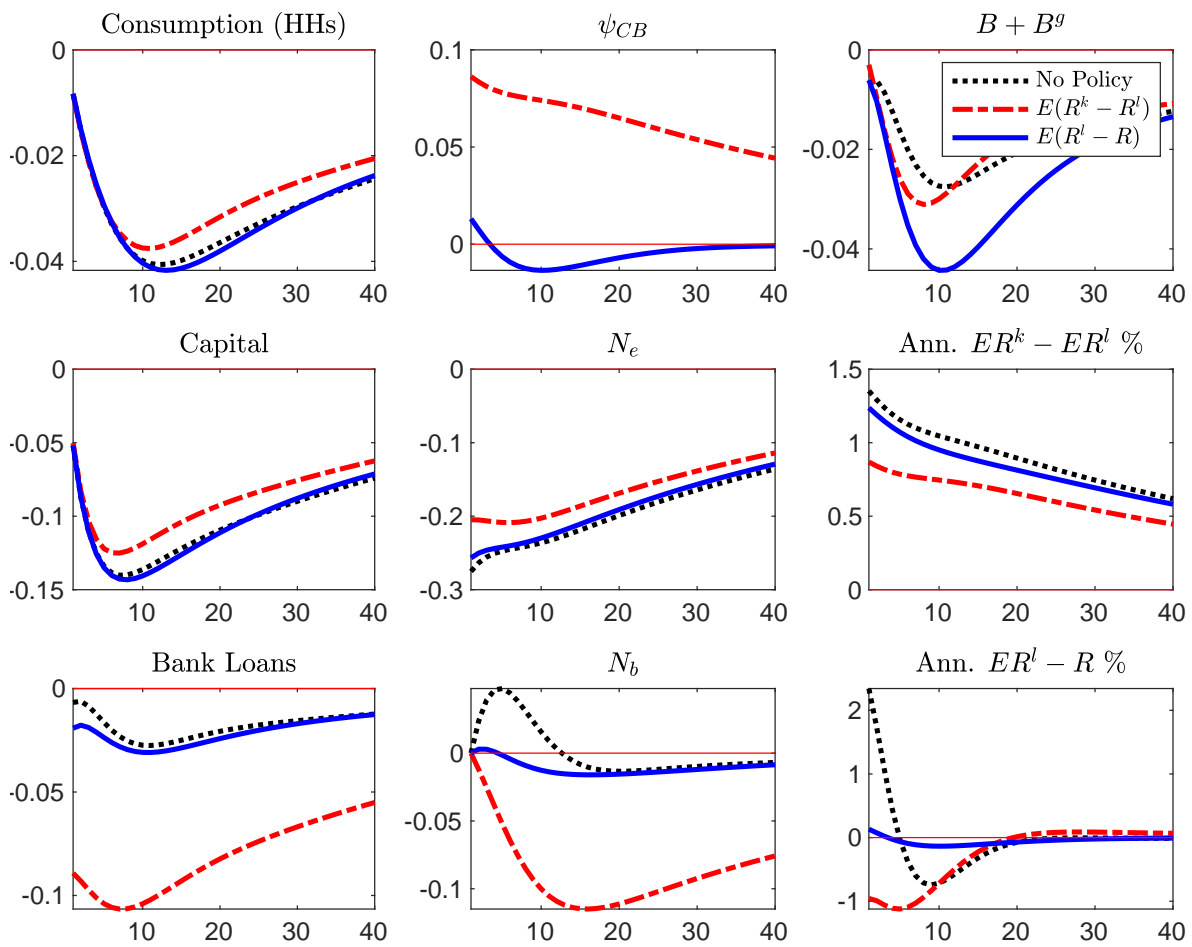 Consumption (HHs)
0
-0.02
-0.04
10 20 30 40
ψ_CB
0.1
0.05
0
10 20 30 40
B + B^g
0
-0.02
-0.04
10 20 30 40
No Policy
E(R^k − R^l)
E(R^l − R)
Capital
0
-0.05
-0.1
-0.15
10 20 30 40
N_e
0
-0.1
-0.2
-0.3
10 20 30 40
Ann. ER^k − ER^l %
1.5
1
0.5
0
10 20 30 40
Bank Loans
0
-0.05
-0.1
10 20 30 40
N_b
0
-0.05
-0.1
10 20 30 40
Ann. ER^l − R %
2
1
0
-1
10 20 30 40